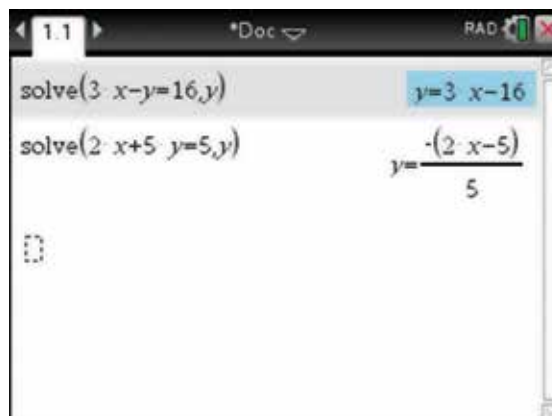 1.1 *Doc RAD
solve(3·x−y=16,y) y=3·x−16
solve(2·x+5·y=5,y) y=-(2·x−5)/5